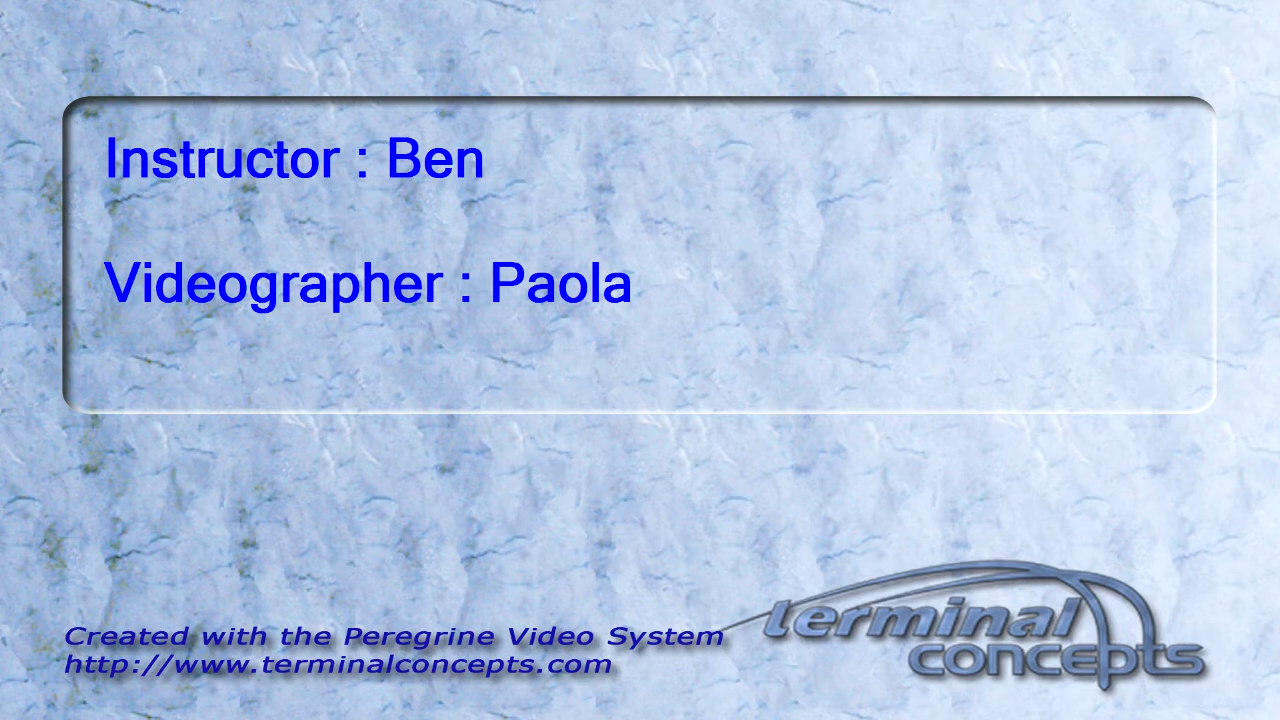 Instructor : Ben
Videographer : Paola
Created with the Peregrine Video System
http://www.terminalconcepts.com
terminal
concepts